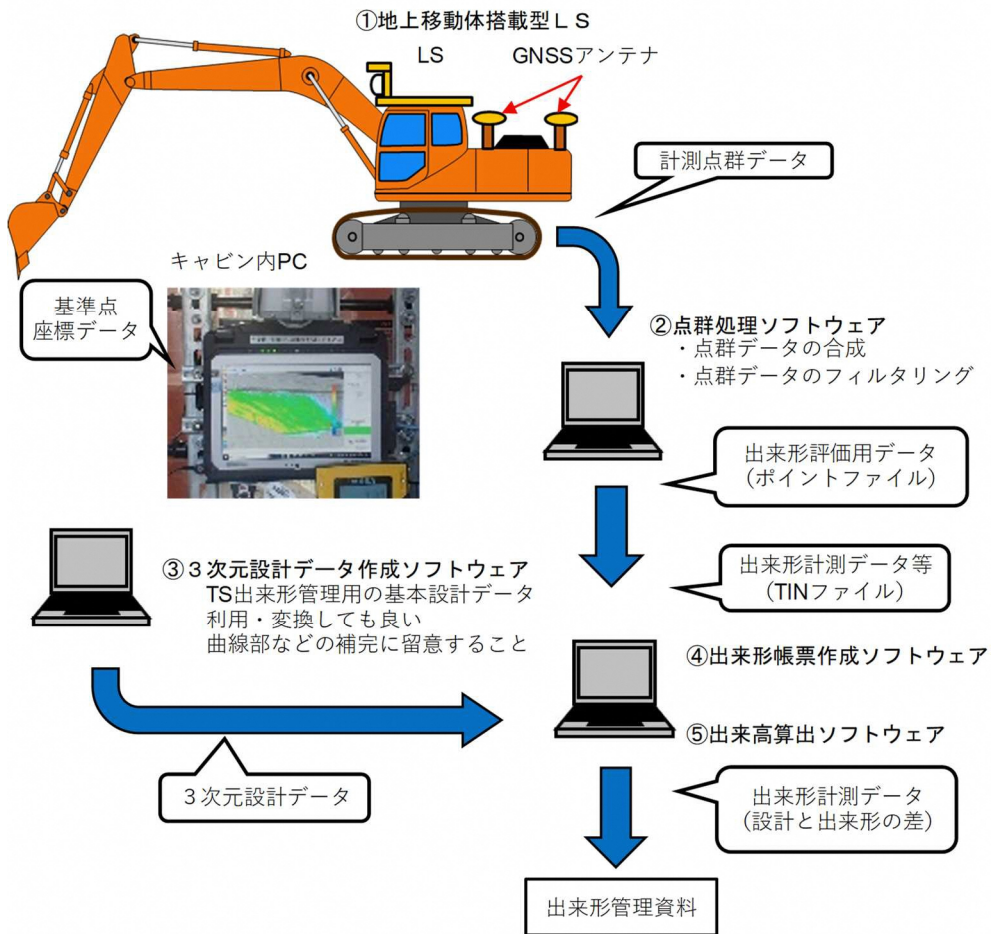 ①地上移動体搭載型ＬＳ
LS
GNSSアンテナ
計測点群データ
キャビン内PC
基準点
座標データ
②点群処理ソフトウェア
・点群データの合成
・点群データのフィルタリング
出来形評価用データ
（ポイントファイル）
③３次元設計データ作成ソフトウェア
TS出来形管理用の基本設計データ
利用・変換しても良い
曲線部などの補完に留意すること
出来形計測データ等
（TINファイル）
④出来形帳票作成ソフトウェア
⑤出来高算出ソフトウェア
３次元設計データ
出来形計測データ
（設計と出来形の差）
出来形管理資料